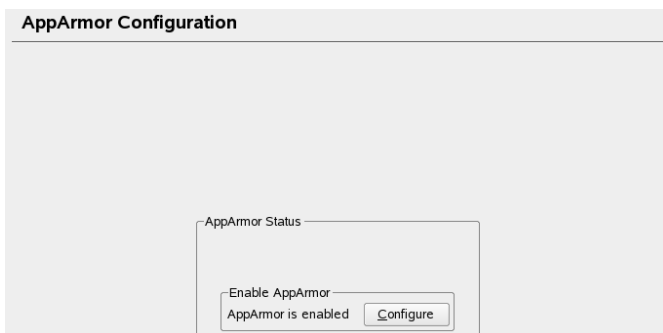 AppArmor Configuration
AppArmor Status
Enable AppArmor
AppArmor is enabled Configure